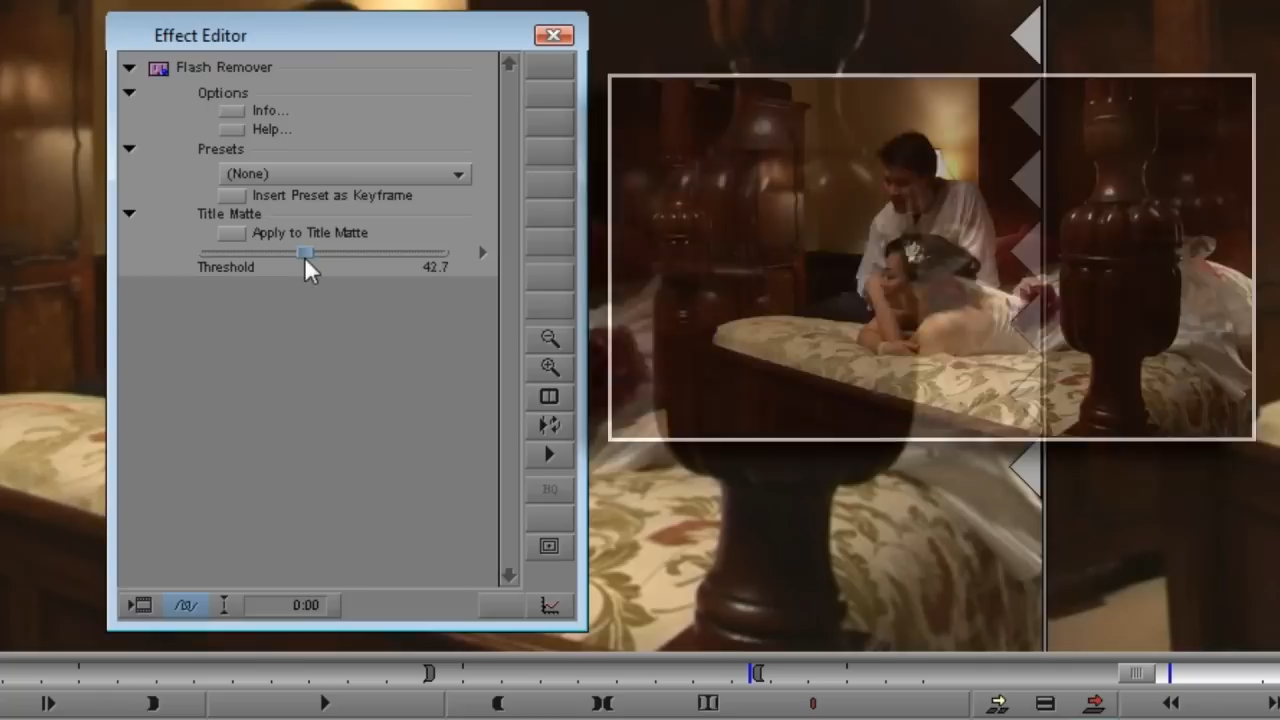 Effect Editor
Flash Remover
Options
Info...
Help...
Presets
(None)
Insert Preset as Keyframe
Title Matte
Apply to Title Matte
Threshold 42.7
HQ
0:00